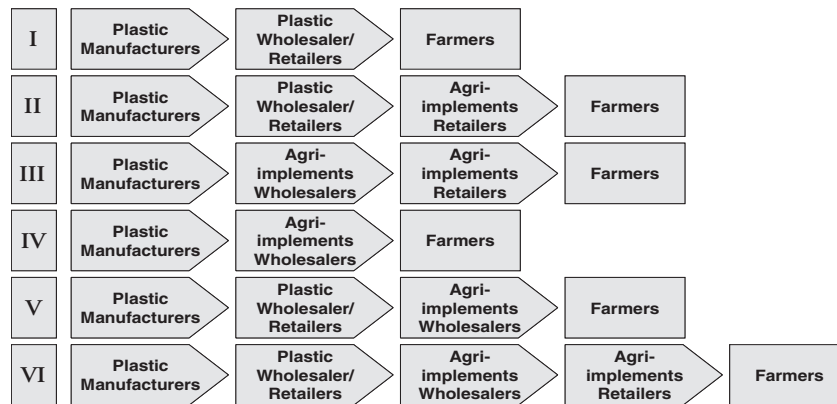 I
Plastic
Manufacturers
Plastic
Wholesaler/
Retailers
Farmers
II
Plastic
Manufacturers
Plastic
Wholesaler/
Retailers
Agri-
implements
Retailers
Farmers
III
Plastic
Manufacturers
Agri-
implements
Wholesalers
Agri-
implements
Retailers
Farmers
IV
Plastic
Manufacturers
Agri-
implements
Wholesalers
Farmers
V
Plastic
Manufacturers
Plastic
Wholesaler/
Retailers
Agri-
implements
Wholesalers
Farmers
VI
Plastic
Manufacturers
Plastic
Wholesaler/
Retailers
Agri-
implements
Wholesalers
Agri-
implements
Retailers
Farmers